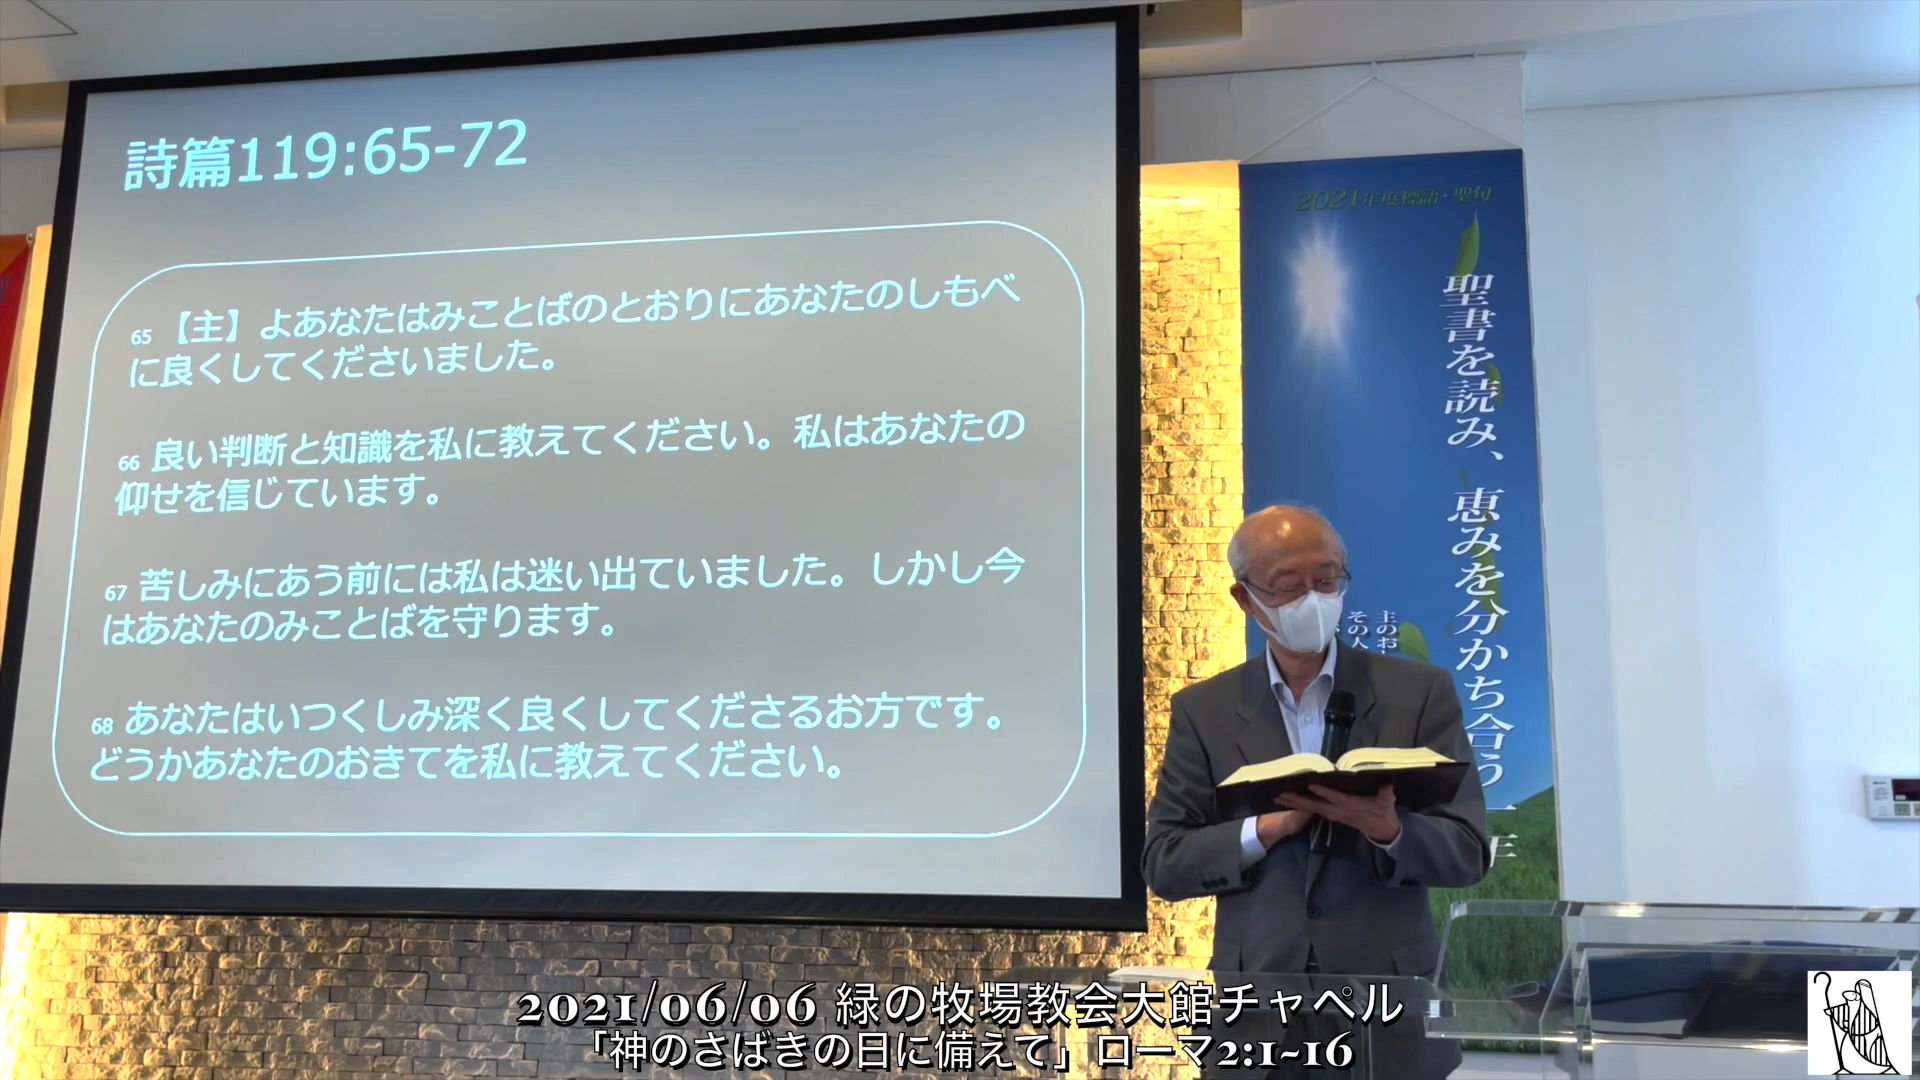 詩篇119:65-72
65 【主】よあなたはみことばのとおりにあなたのしもべ
に良くしてくださいました。
66 良い判断と知識を私に教えてください。私はあなたの
仰せを信じています。
67 苦しみにあう前には私は迷い出ていました。しかし今
はあなたのみことばを守ります。
68 あなたはいつくしみ深く良くしてくださるお方です。
どうかあなたのおきてを私に教えてください。
2021年度標語・聖句
聖書を読み、恵みを分かち合う一年
主のお
その人
2021/06/06 緑の牧場教会大館チャペル
「神のさばきの日に備えて」ローマ2:1~16